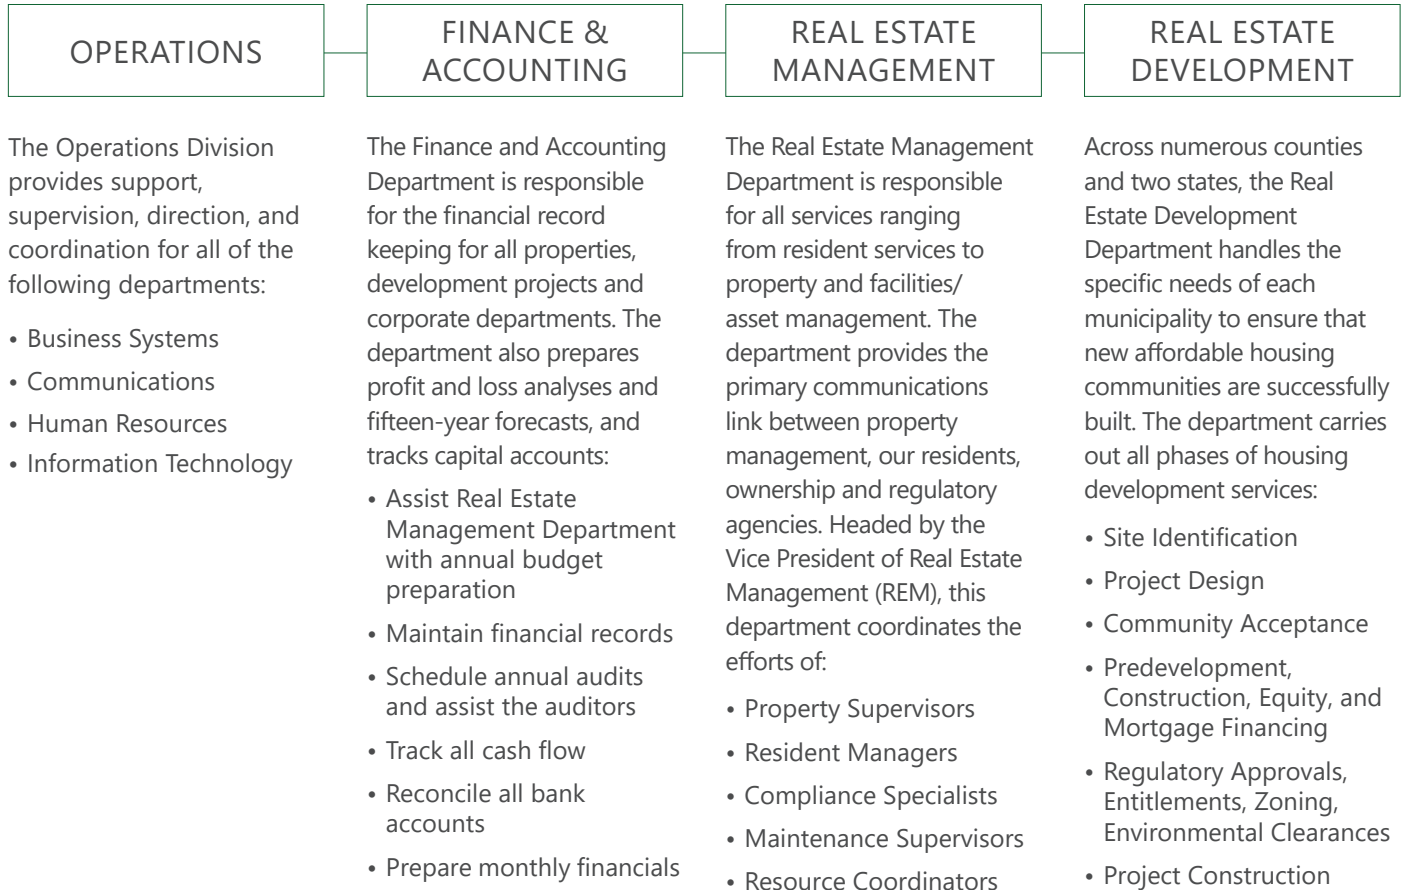 OPERATIONS
The Operations Division
provides support,
supervision, direction, and
coordination for all of the
following departments:
• Business Systems
• Communications
• Human Resources
• Information Technology
FINANCE &
ACCOUNTING
The Finance and Accounting
Department is responsible
for the financial record
keeping for all properties,
development projects and
corporate departments. The
department also prepares
profit and loss analyses and
fifteen-year forecasts, and
tracks capital accounts:
• Assist Real Estate
Management Department
with annual budget
preparation
• Maintain financial records
• Schedule annual audits
and assist the auditors
• Track all cash flow
• Reconcile all bank
accounts
• Prepare monthly financials
REAL ESTATE
MANAGEMENT
The Real Estate Management
Department is responsible
for all services ranging
from resident services to
property and facilities/
asset management. The
department provides the
primary communications
link between property
management, our residents,
ownership and regulatory
agencies. Headed by the
Vice President of Real Estate
Management (REM), this
department coordinates the
efforts of:
• Property Supervisors
• Resident Managers
• Compliance Specialists
• Maintenance Supervisors
• Resource Coordinators
REAL ESTATE
DEVELOPMENT
Across numerous counties
and two states, the Real
Estate Development
Department handles the
specific needs of each
municipality to ensure that
new affordable housing
communities are successfully
built. The department carries
out all phases of housing
development services:
• Site Identification
• Project Design
• Community Acceptance
• Predevelopment,
Construction, Equity, and
Mortgage Financing
• Regulatory Approvals,
Entitlements, Zoning,
Environmental Clearances
• Project Construction